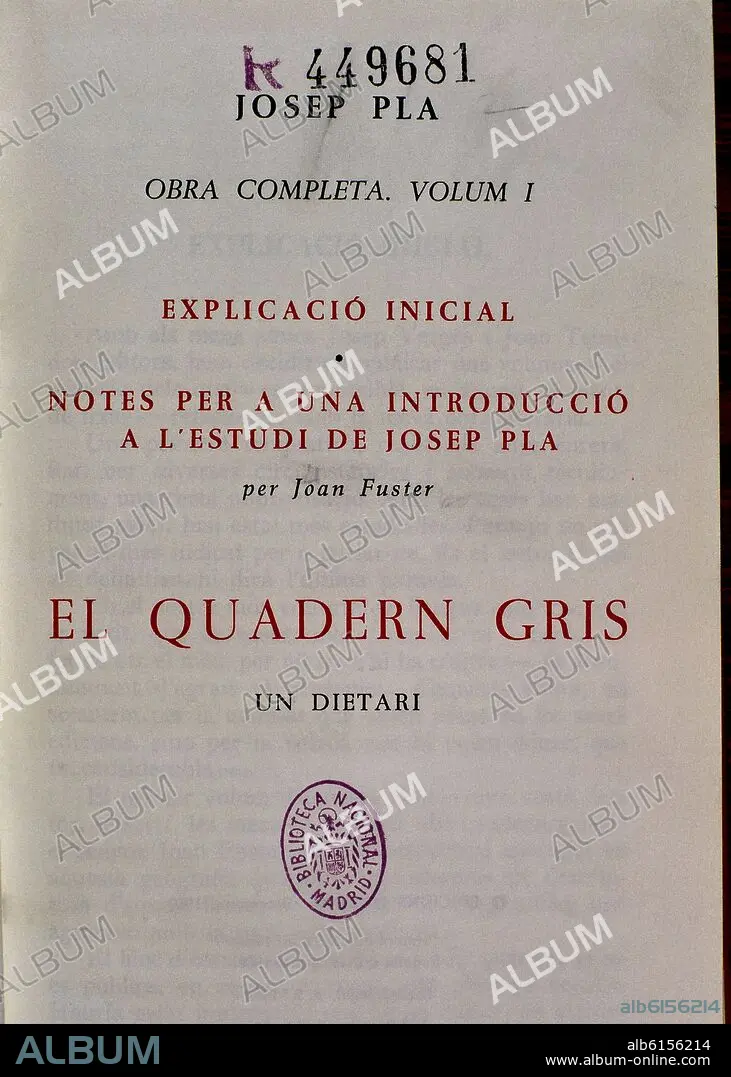 K 449681
JOSEP PLA
OBRA COMPLETA. VOLUM I
EXPLICACIÓ INICIAL
•
NOTES PER A UNA INTRODUCCIÓ
A L'ESTUDI DE JOSEP PLA
per Joan Fuster
EL QUADERN GRIS
UN DIETARI
BIBLIOTECA NACIONAL
· MADRID ·
alb6156214
ALBUM
alb6156214
www.album-online.com